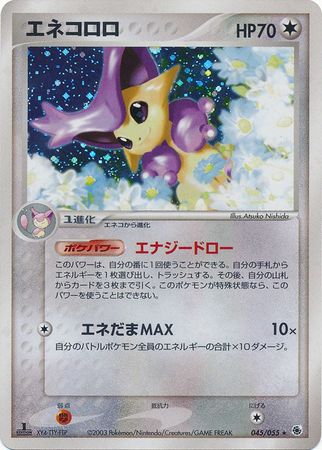 エネコロロ
HP70
Illus.Atsuko Nishida
1進化
エネコから進化
ポケパワー エナジードロー
このパワーは、自分の番に1回使うことができる。自分の手札から
エネルギーを1枚選び出し、トラッシュする。その後、自分の山札
からカードを3枚まで引く。このポケモンが特殊状態なら、この
パワーは使うことはできない。
エネだまMAX 10×
自分のバトルポケモン全員のエネルギーの合計×10ダメージ。
弱点 抵抗力 にげる
1 EDITION ©2003 Pokémon/Nintendo/CREATURES/GAME FREAK 045/055 ★